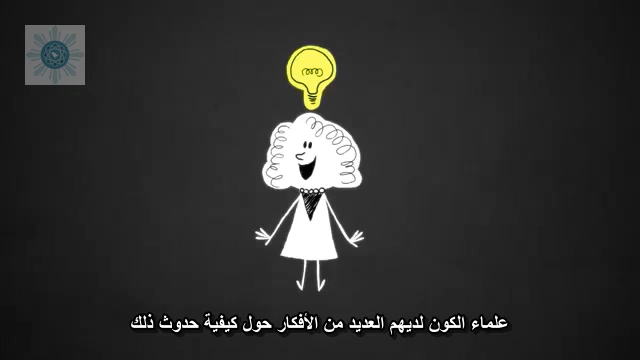 علماء الكون لديهم العديد من الأفكار حول كيفية حدوث ذلك